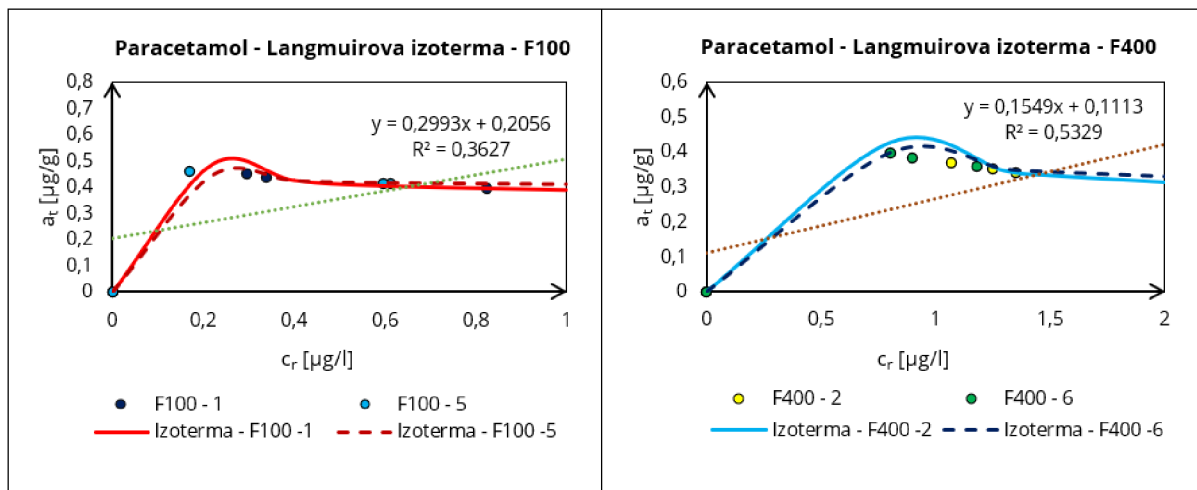 Paracetamol - Langmuirova izoterma - F100
0,8
0,7
0,6
0,5
0,4
0,3
0,2
0,1
0
aₜ [µg/g]
y = 0,2993x + 0,2056
R² = 0,3627
0 0,2 0,4 0,6 0,8 1
cᵣ [µg/l]
F100 - 1 F100 - 5
Izoterma - F100 -1 Izoterma - F100 -5
Paracetamol - Langmuirova izoterma - F400
0,6
0,5
0,4
0,3
0,2
0,1
0
aₜ [µg/g]
y = 0,1549x + 0,1113
R² = 0,5329
0 0,5 1 1,5 2
cᵣ [µg/l]
F400 - 2 F400 - 6
Izoterma - F400 -2 Izoterma - F400 -6